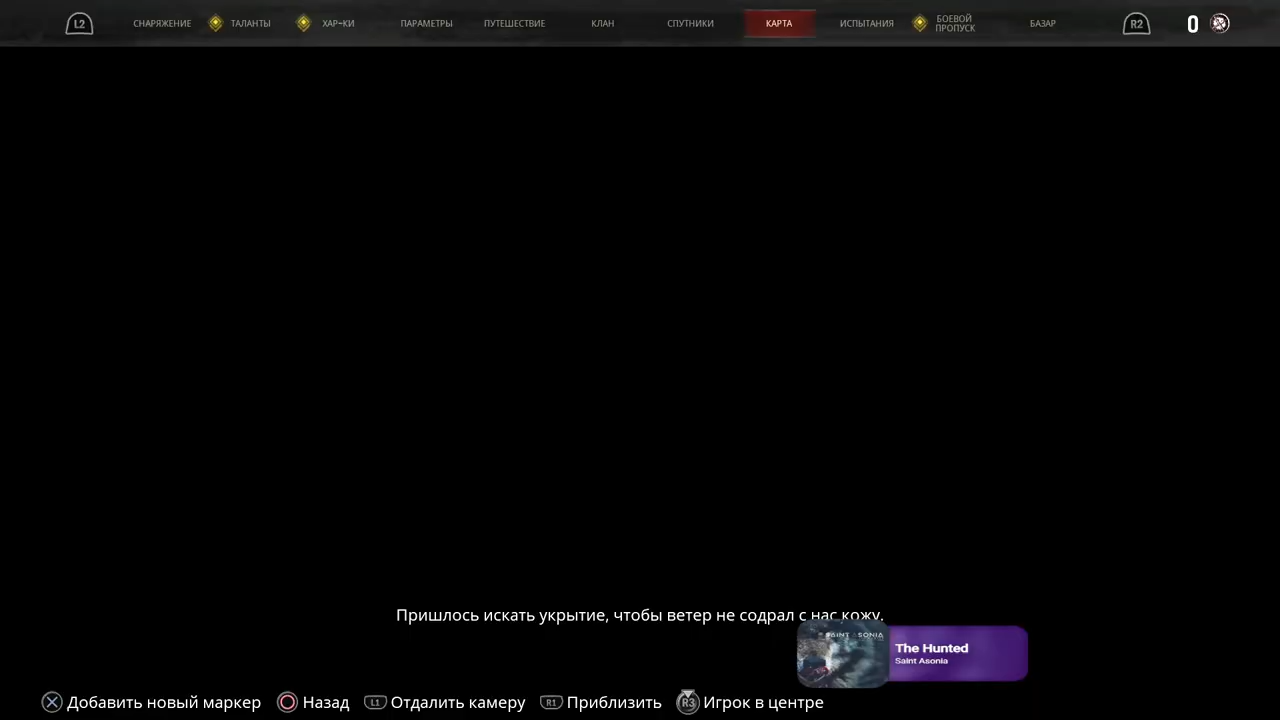 L2 СНАРЯЖЕНИЕ ТАЛАНТЫ ХАР-КИ ПАРАМЕТРЫ ПУТЕШЕСТВИЕ КЛАН СПУТНИКИ КАРТА ИСПЫТАНИЯ БОЕВОЙ ПРОПУСК БАЗАР R2 0
Пришлось искать укрытие, чтобы ветер не содрал с нас кожу.
SAINT ASONIA
The Hunted
Saint Asonia
Добавить новый маркер Назад L1 Отдалить камеру R1 Приблизить R3 Игрок в центре